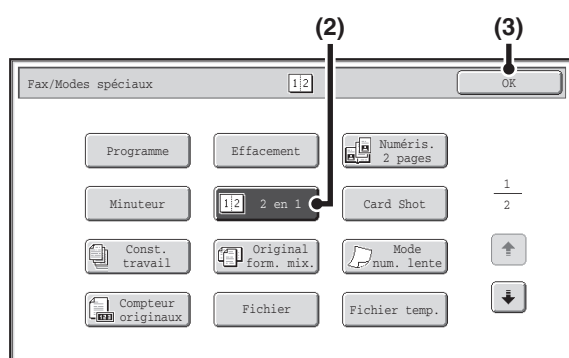 (2)
(3)
Fax/Modes spéciaux
1 2
OK
Programme
Effacement
Numéris.
2 pages
Minuteur
1 2
2 en 1
Card Shot
1
2
Const.
travail
Original
form. mix.
Mode
num. lente
Compteur
originaux
Fichier
Fichier temp.